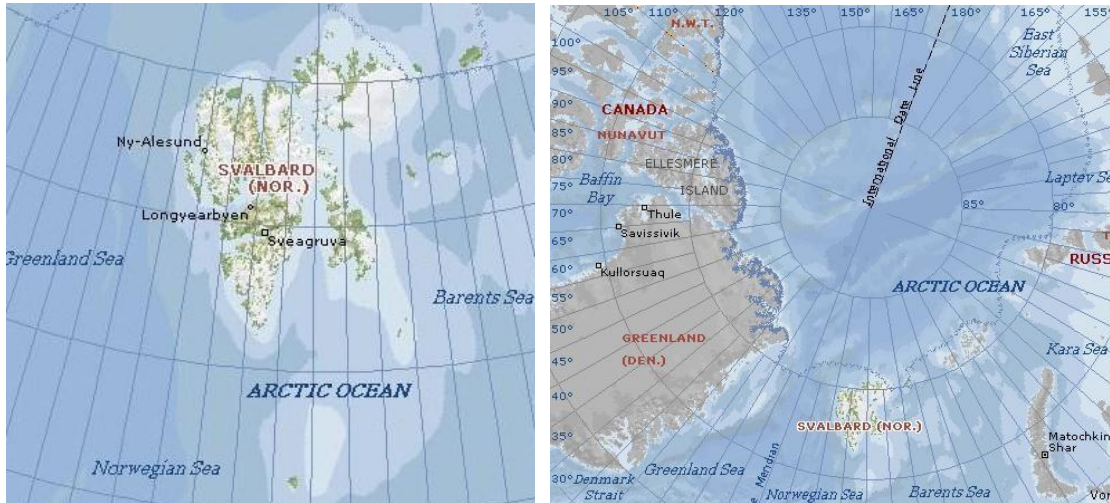 Ny-Alesund
SVALBARD
(NOR.)
Longyearbyen
Sveagruva
Greenland Sea
Barents Sea
ARCTIC OCEAN
Norwegian Sea
105° 110° 120° 135° 150° 165° 180° 165° 155°
N.W.T.
East
Siberian
Sea
100°
95°
CANADA
90°
NUNAVUT
85°
ELLESMERE
80°
ISLAND
Baffin
Bay
75°
70°
Thule
65°
Savissivik
60°
Kullorsuaq
International Date Line
85° 80°
Laptev Se
RUSS
55°
ARCTIC OCEAN
50°
GREENLAND
(DEN.)
45°
Kara Sea
40°
SVALBARD (NOR.)
35°
Matochkin
Shar
30°
Denmark
Strait
Greenland Sea
e Meridian
Norwegian Sea
Barents Sea
Vor